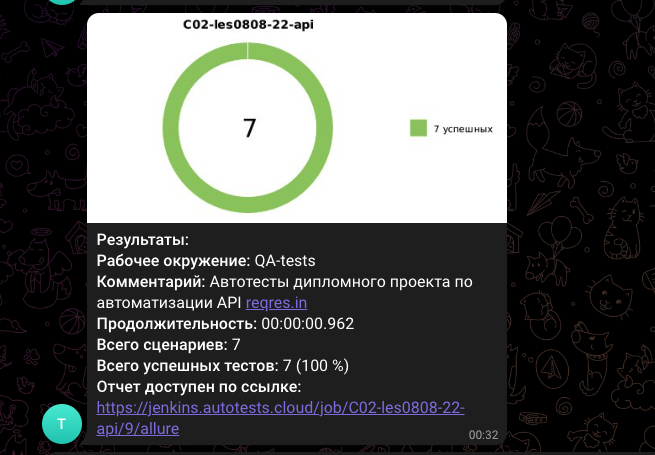 C02-les0808-22-api
7
7 успешных
Результаты:
Рабочее окружение: QA-tests
Комментарий: Автотесты дипломного проекта по
автоматизации API reqres.in
Продолжительность: 00:00:00.962
Всего сценариев: 7
Всего успешных тестов: 7 (100 %)
Отчет доступен по ссылке:
https://jenkins.autotests.cloud/job/C02-les0808-22-
api/9/allure
00:32
T